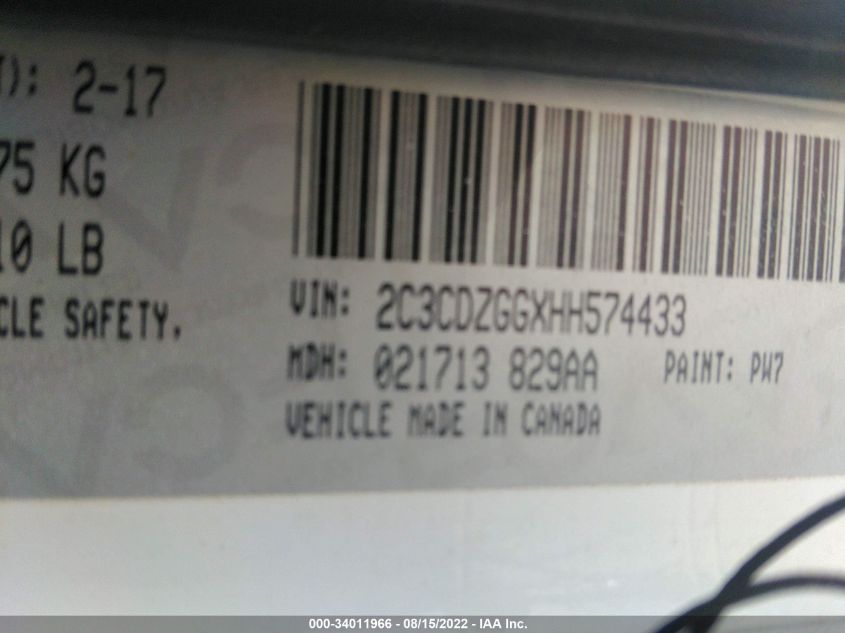 T): 2-17
75 KG
10 LB
CLE SAFETY,
VIN: 2C3CDZGGXHH574433
MDH: 021713 829AA PAINT: PW7
VEHICLE MADE IN CANADA
000-34011966 - 08/15/2022 - IAA Inc.